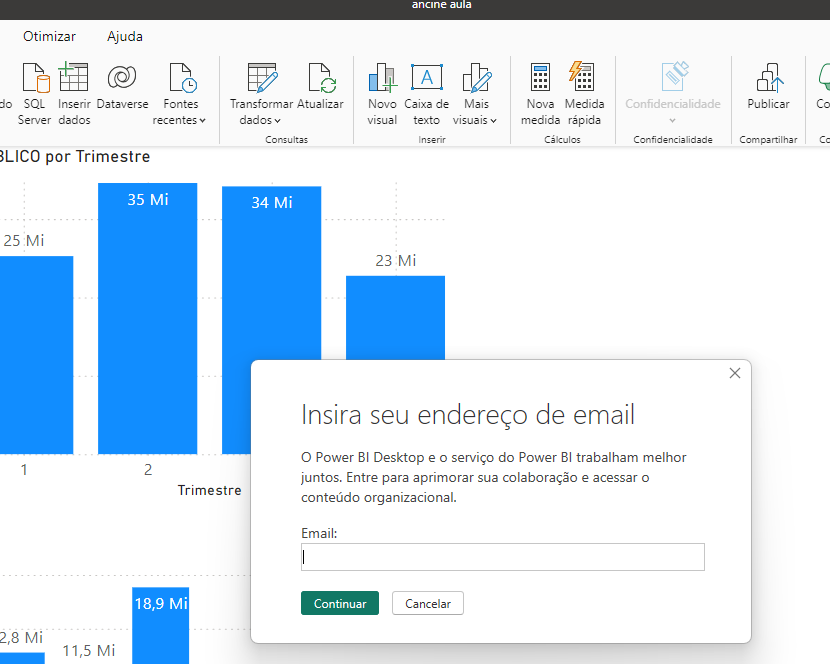 ancine aula
Otimizar Ajuda
do SQL Server
Inserir dados
Dataverse
Fontes recentes
Transformar dados
Atualizar
Novo visual
Caixa de texto
Mais visuais
Nova medida
Medida rápida
Confidencialidade
Publicar
Co
Consultas
Inserir
Cálculos
Confidencialidade
Compartilhar
Co
BLICO por Trimestre
35 Mi
34 Mi
25 Mi
23 Mi
1
2
Trimestre
Insira seu endereço de email
O Power BI Desktop e o serviço do Power BI trabalham melhor
juntos. Entre para aprimorar sua colaboração e acessar o
conteúdo organizacional.
Email:
Continuar Cancelar
18,9 Mi
2,8 Mi
11,5 Mi